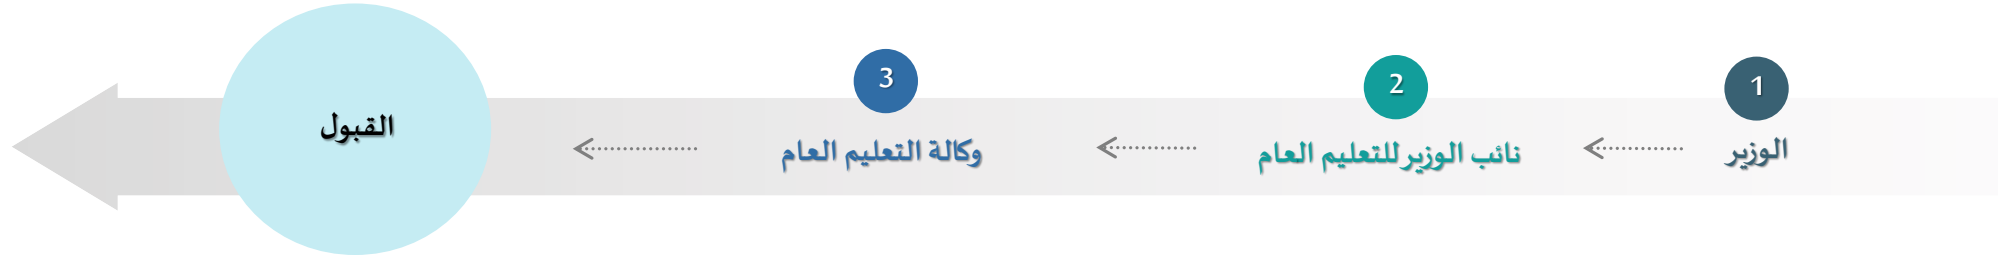 1
الوزير
2
نائب الوزير للتعليم العام
3
وكالة التعليم العام
القبول